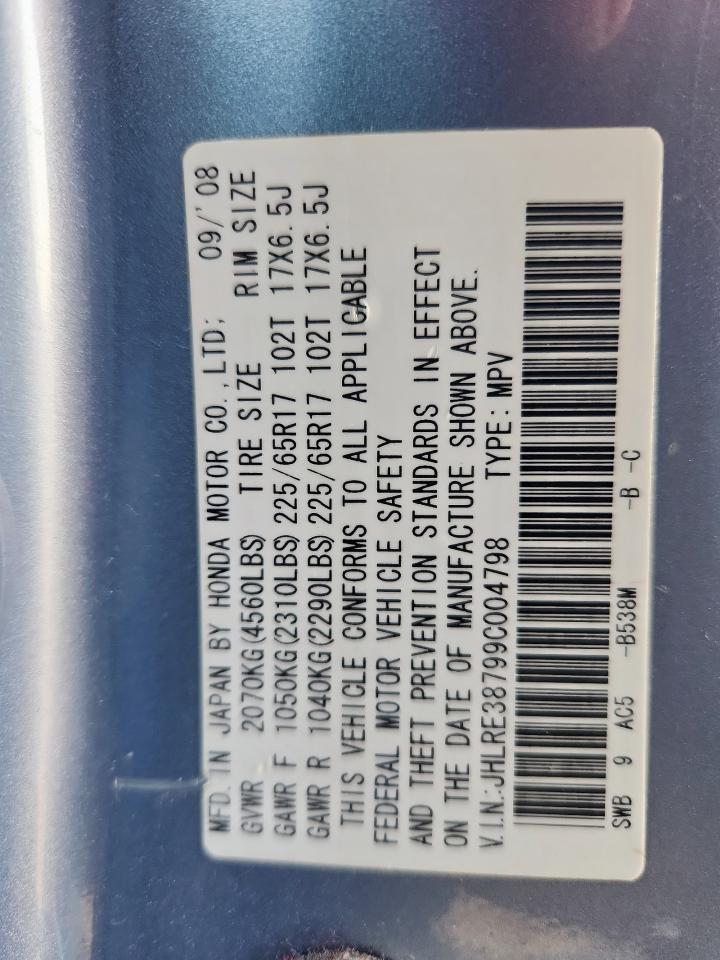 MFD. IN JAPAN BY HONDA MOTOR CO., LTD; 09/'08
GVWR 2070KG(4560LBS) TIRE SIZE RIM SIZE
GAWR F 1050KG(2310LBS) 225/65R17 102T 17X6.5J
GAWR R 1040KG(2290LBS) 225/65R17 102T 17X6.5J
THIS VEHICLE CONFORMS TO ALL APPLICABLE
FEDERAL MOTOR VEHICLE SAFETY
AND THEFT PREVENTION STANDARDS IN EFFECT
ON THE DATE OF MANUFACTURE SHOWN ABOVE.
V.I.N.:JHLRE38799C004798 TYPE: MPV
SWB 9 AC5 -B538M -B -C